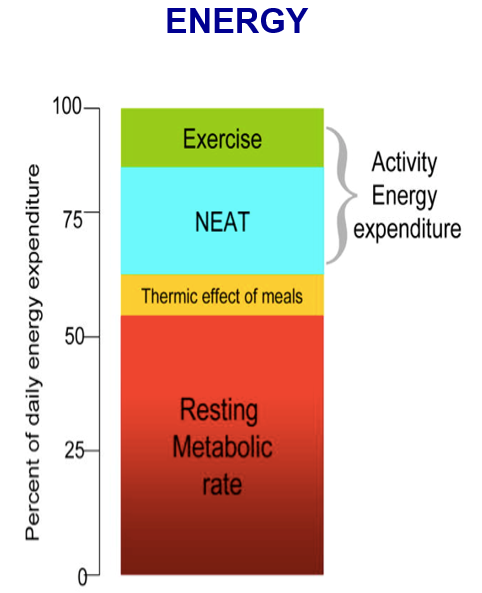 ENERGY
100
75
50
25
0
Percent of daily energy expenditure
Exercise
NEAT
Thermic effect of meals
Resting
Metabolic
rate
Activity
Energy
expenditure